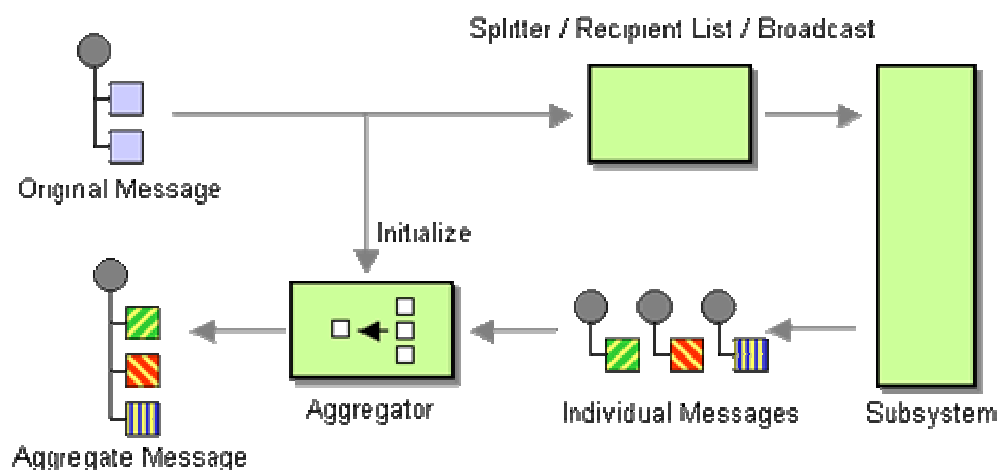 Splitter / Recipient List / Broadcast
Original Message
Initialize
Aggregator
Individual Messages
Subsystem
Aggregate Message